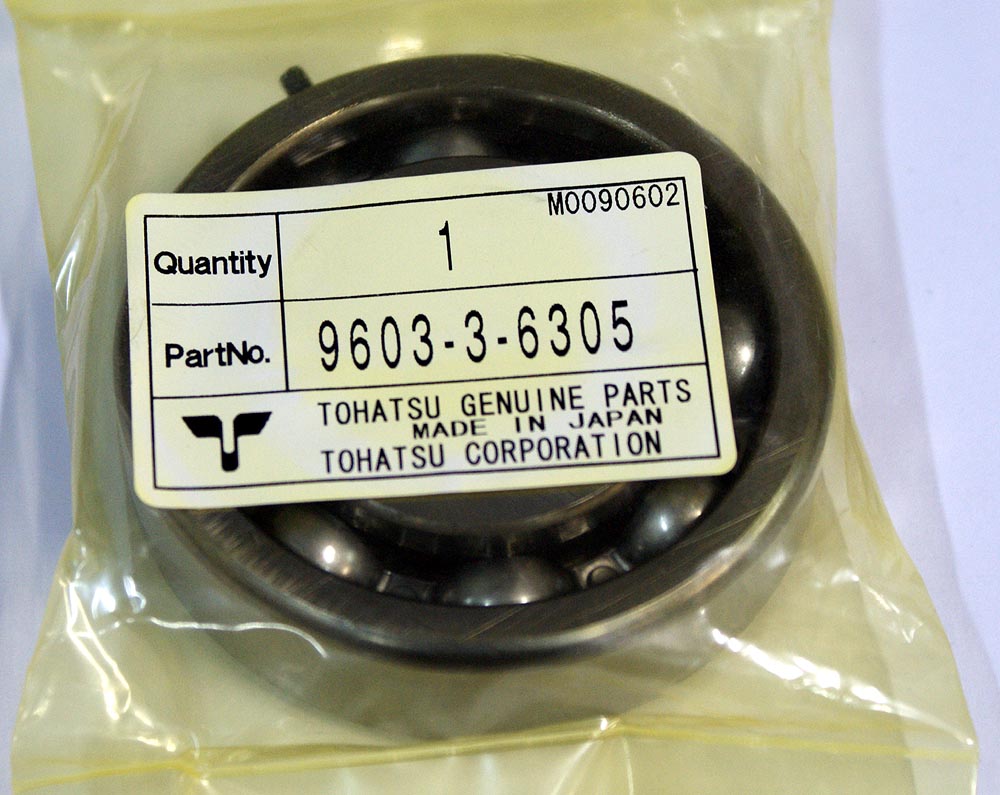 M0090602
Quantity 1
PartNo. 9603-3-6305
TOHATSU GENUINE PARTS
MADE IN JAPAN
TOHATSU CORPORATION